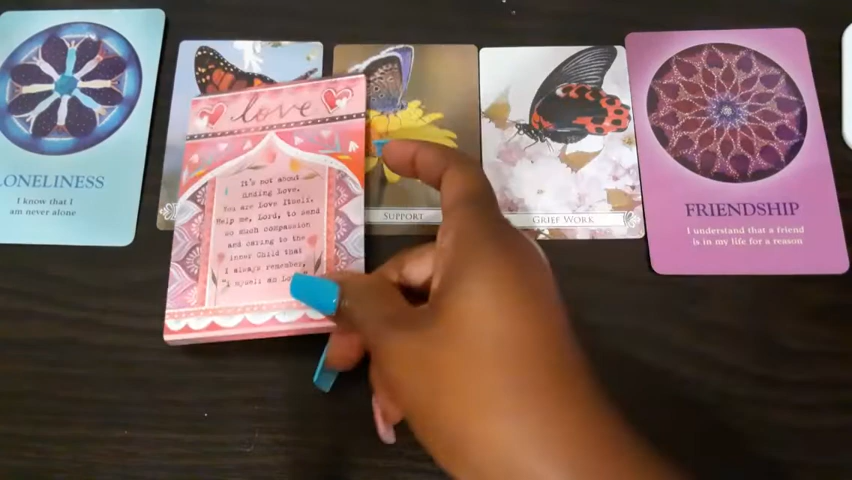 LONELINESS
I know that I
am never alone
love
It's not about
finding Love.
You are Love Itself.
Help me, Lord, to send
so much compassion
and caring to the
inner Child that
I always remember,
"I myself am
SUPPORT
GRIEF WORK
FRIENDSHIP
I understand that a friend
is in my life for a reason